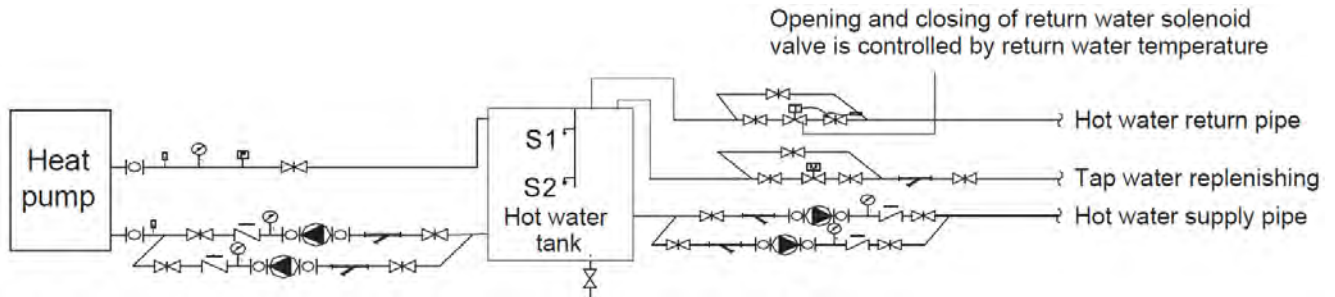 Opening and closing of return water solenoid
valve is controlled by return water temperature
Heat
pump
S1
S2
Hot water
tank
Hot water return pipe
Tap water replenishing
Hot water supply pipe